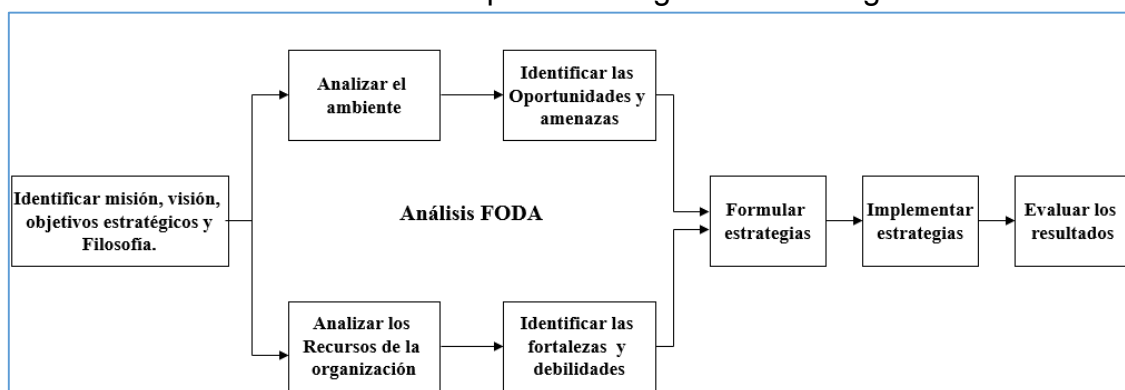 Analizar el
ambiente
Identificar las
Oportunidades y
amenazas
Identificar misión, visión,
objetivos estratégicos y
Filosofía.
Análisis FODA
Formular
estrategias
Implementar
estrategias
Evaluar los
resultados
Analizar los
Recursos de la
organización
Identificar las
fortalezas y
debilidades